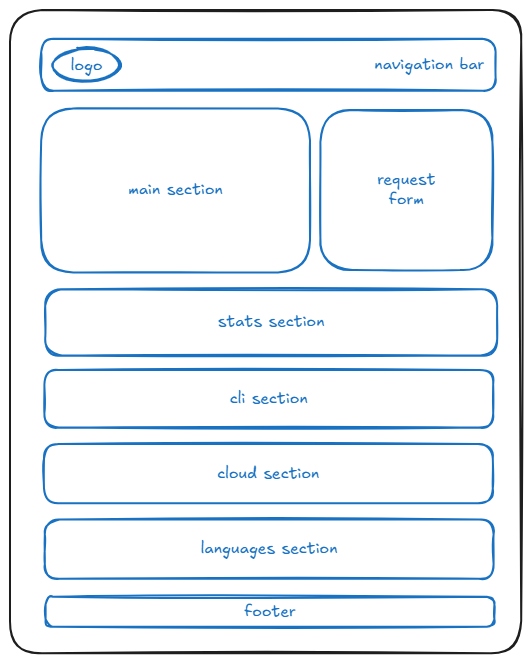 logo
navigation bar
main section
request
form
stats section
cli section
cloud section
languages section
footer